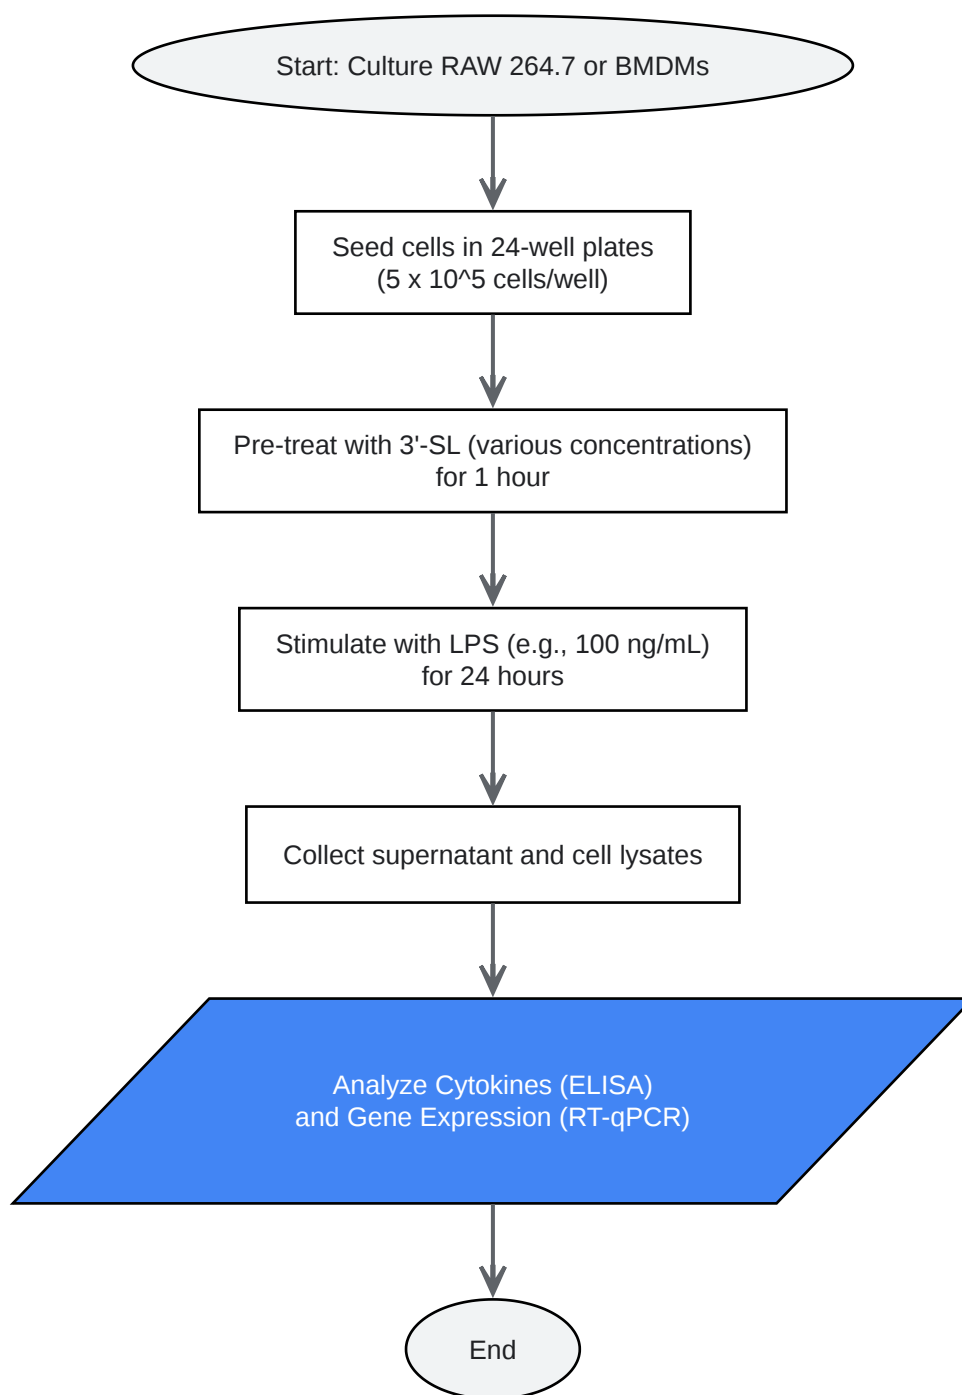 Start: Culture RAW 264.7 or BMDMs
Seed cells in 24-well plates
(5 x 10^5 cells/well)
Pre-treat with 3'-SL (various concentrations)
for 1 hour
Stimulate with LPS (e.g., 100 ng/mL)
for 24 hours
Collect supernatant and cell lysates
Analyze Cytokines (ELISA)
and Gene Expression (RT-qPCR)
End